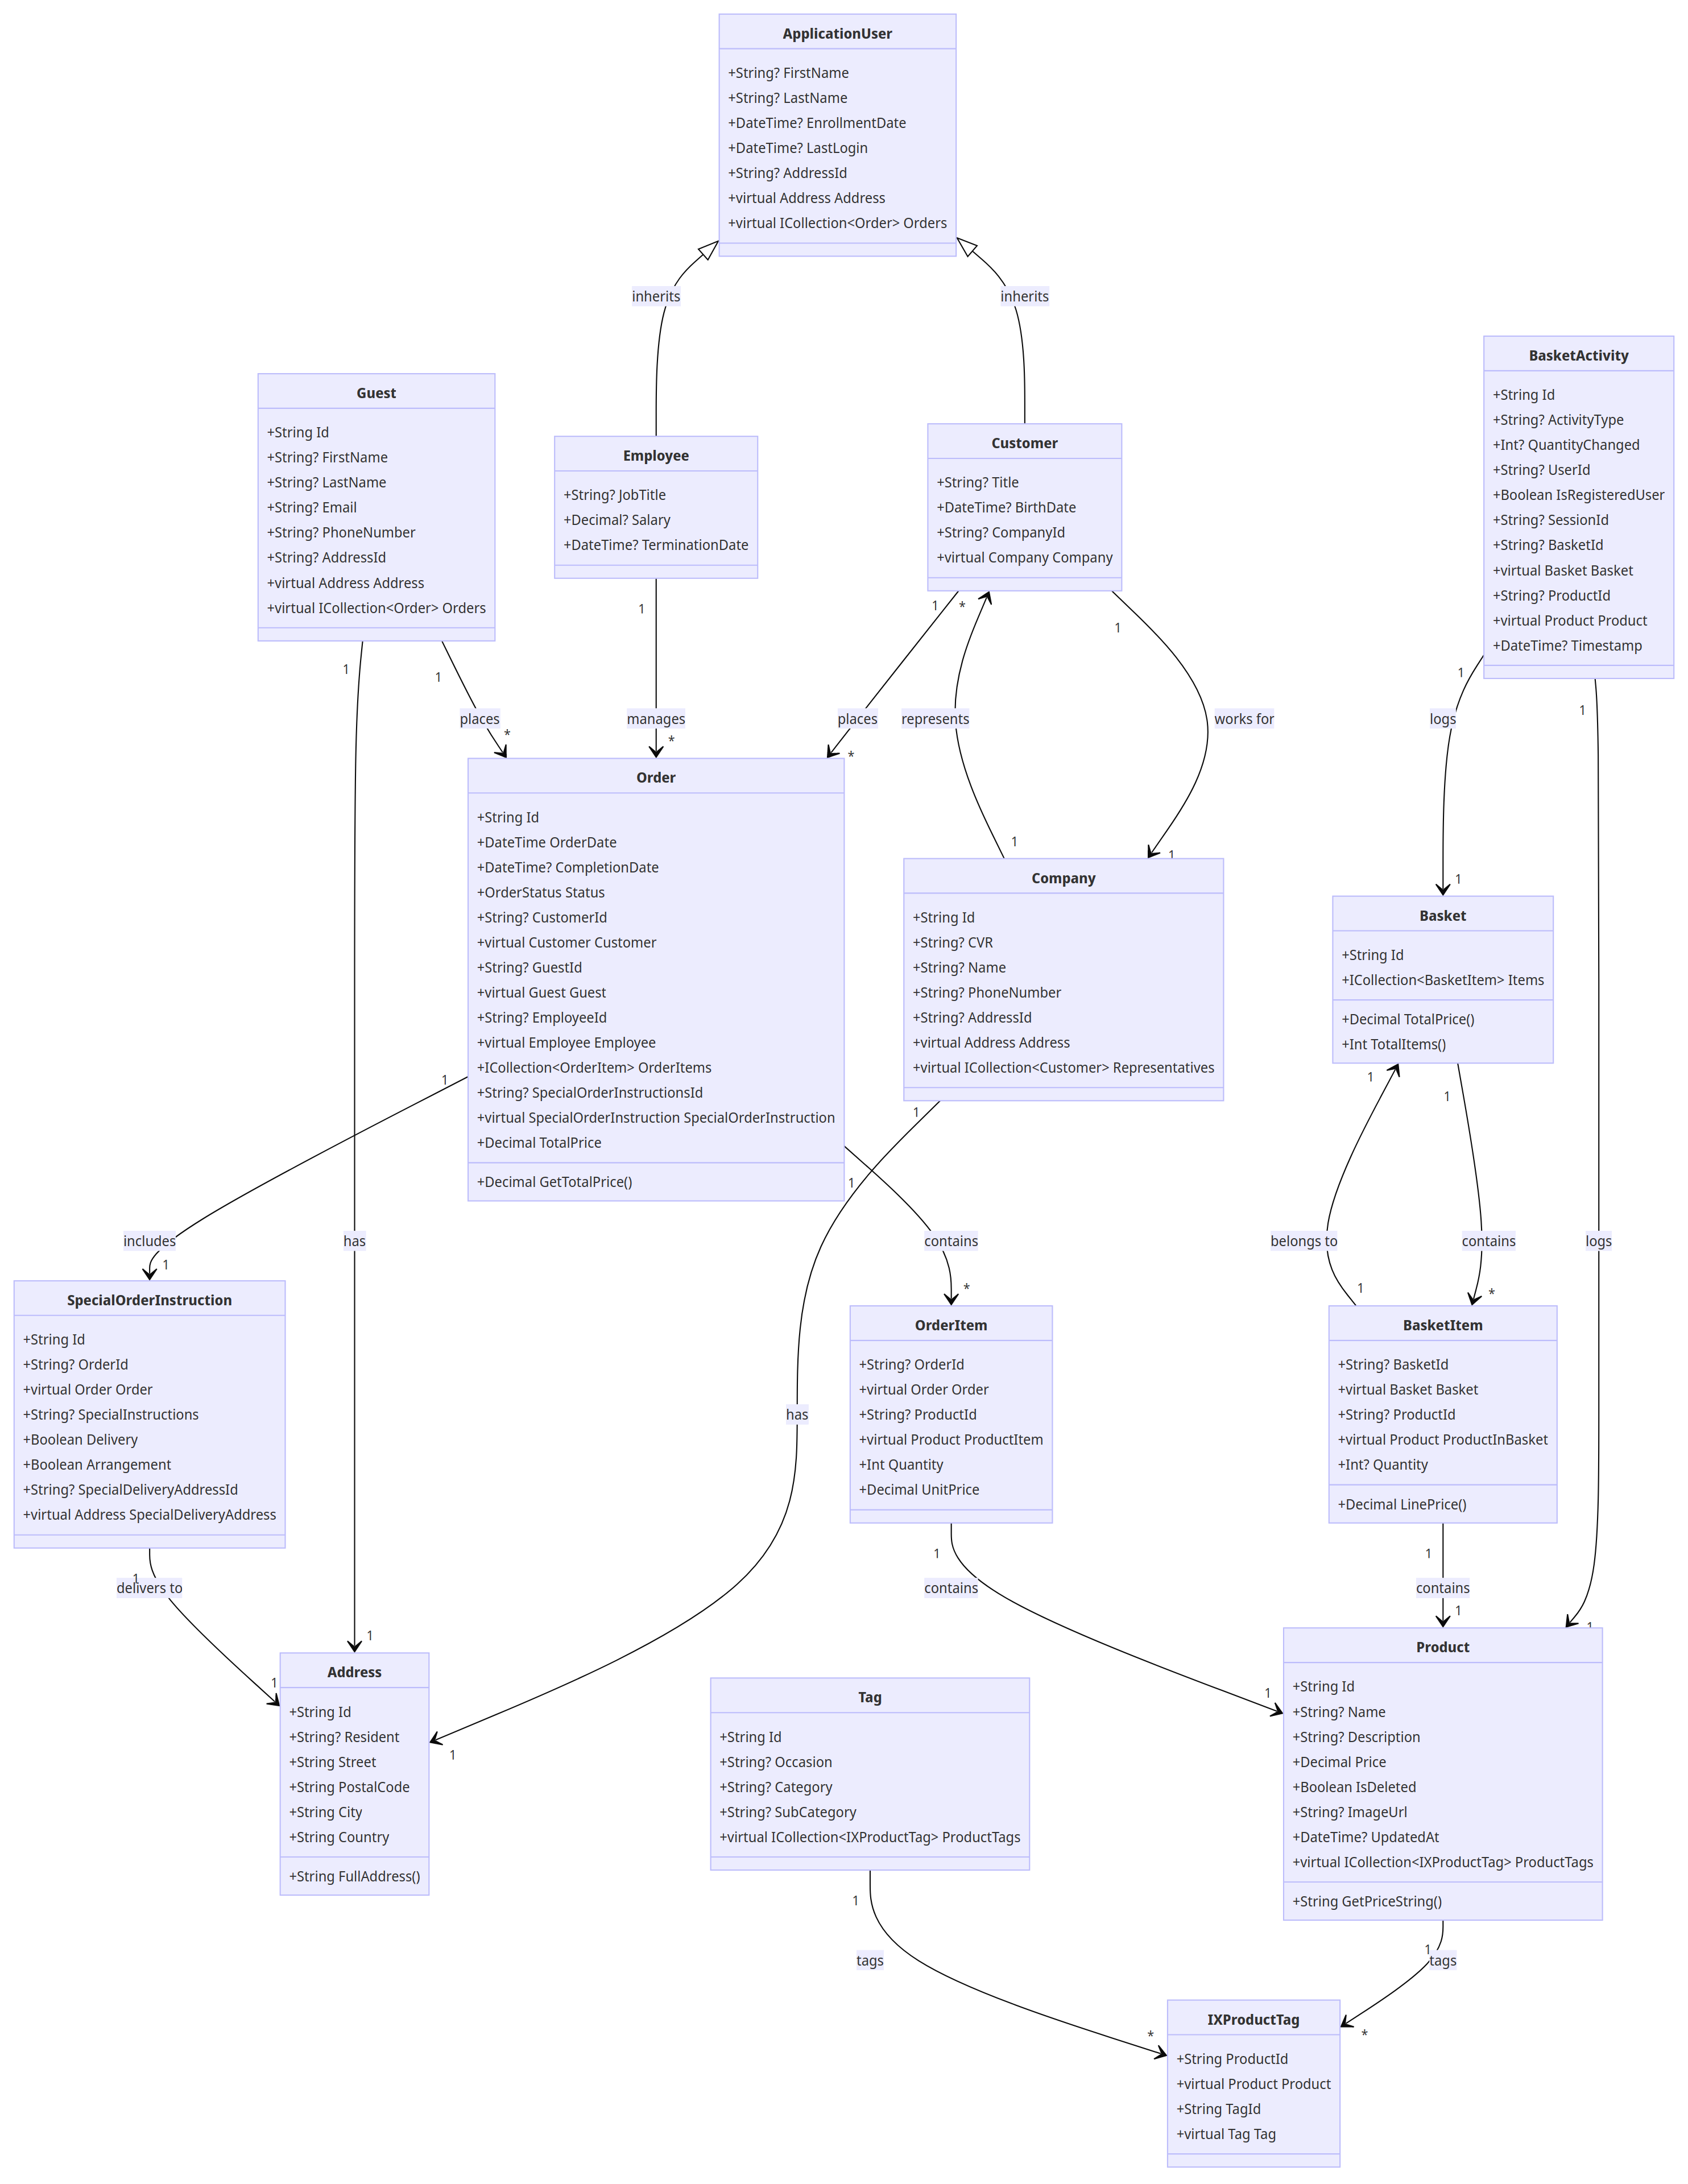 ApplicationUser
+String? FirstName
+String? LastName
+DateTime? EnrollmentDate
+DateTime? LastLogin
+String? AddressId
+virtual Address Address
+virtual ICollection<Order> Orders
inherits
inherits
Guest
+String Id
+String? FirstName
+String? LastName
+String? Email
+String? PhoneNumber
+String? AddressId
+virtual Address Address
+virtual ICollection<Order> Orders
Employee
+String? JobTitle
+Decimal? Salary
+DateTime? TerminationDate
Customer
+String? Title
+DateTime? BirthDate
+String? CompanyId
+virtual Company Company
BasketActivity
+String Id
+String? ActivityType
+Int? QuantityChanged
+String? UserId
+Boolean IsRegisteredUser
+String? SessionId
+String? BasketId
+virtual Basket Basket
+String? ProductId
+virtual Product Product
+DateTime? Timestamp
1
1
1
1
*
1
1
1
places
manages
places
represents
works for
logs
*
*
*
1
1
1
Order
+String Id
+DateTime OrderDate
+DateTime? CompletionDate
+OrderStatus Status
+String? CustomerId
+virtual Customer Customer
+String? GuestId
+virtual Guest Guest
+String? EmployeeId
+virtual Employee Employee
+ICollection<OrderItem> OrderItems
+String? SpecialOrderInstructionsId
+virtual SpecialOrderInstruction SpecialOrderInstruction
+Decimal TotalPrice
+Decimal GetTotalPrice()
Company
+String Id
+String? CVR
+String? Name
+String? PhoneNumber
+String? AddressId
+virtual Address Address
+virtual ICollection<Customer> Representatives
Basket
+String Id
+ICollection<BasketItem> Items
+Decimal TotalPrice()
+Int TotalItems()
1
1
1
1
1
includes
has
contains
belongs to
contains
logs
1
*
1
*
SpecialOrderInstruction
+String Id
+String? OrderId
+virtual Order Order
+String? SpecialInstructions
+Boolean Delivery
+Boolean Arrangement
+String? SpecialDeliveryAddressId
+virtual Address SpecialDeliveryAddress
has
OrderItem
+String? OrderId
+virtual Order Order
+String? ProductId
+virtual Product ProductItem
+Int Quantity
+Decimal UnitPrice
BasketItem
+String? BasketId
+virtual Basket Basket
+String? ProductId
+virtual Product ProductInBasket
+Int? Quantity
+Decimal LinePrice()
1
1
1
delivers to
contains
contains
1
1
1
1
1
1
Address
+String Id
+String? Resident
+String Street
+String PostalCode
+String City
+String Country
+String FullAddress()
Tag
+String Id
+String? Occasion
+String? Category
+String? SubCategory
+virtual ICollection<IXProductTag> ProductTags
Product
+String Id
+String? Name
+String? Description
+Decimal Price
+Boolean IsDeleted
+String? ImageUrl
+DateTime? UpdatedAt
+virtual ICollection<IXProductTag> ProductTags
+String GetPriceString()
1
1
tags
tags
*
*
IXProductTag
+String ProductId
+virtual Product Product
+String TagId
+virtual Tag Tag